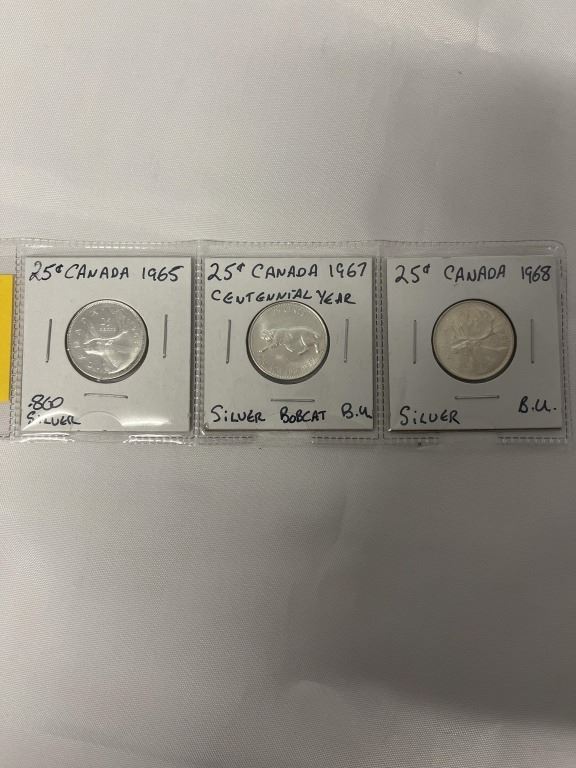 25¢ CANADA 1965
.800
SILVER
25¢ CANADA 1967
CENTENNIAL YEAR
SILVER BOBCAT B.U.
25¢ CANADA 1968
SILVER B.U.